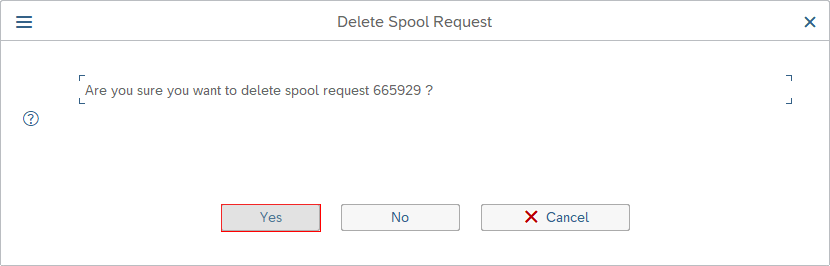 Delete Spool Request
Are you sure you want to delete spool request 665929 ?
Yes
No
Cancel